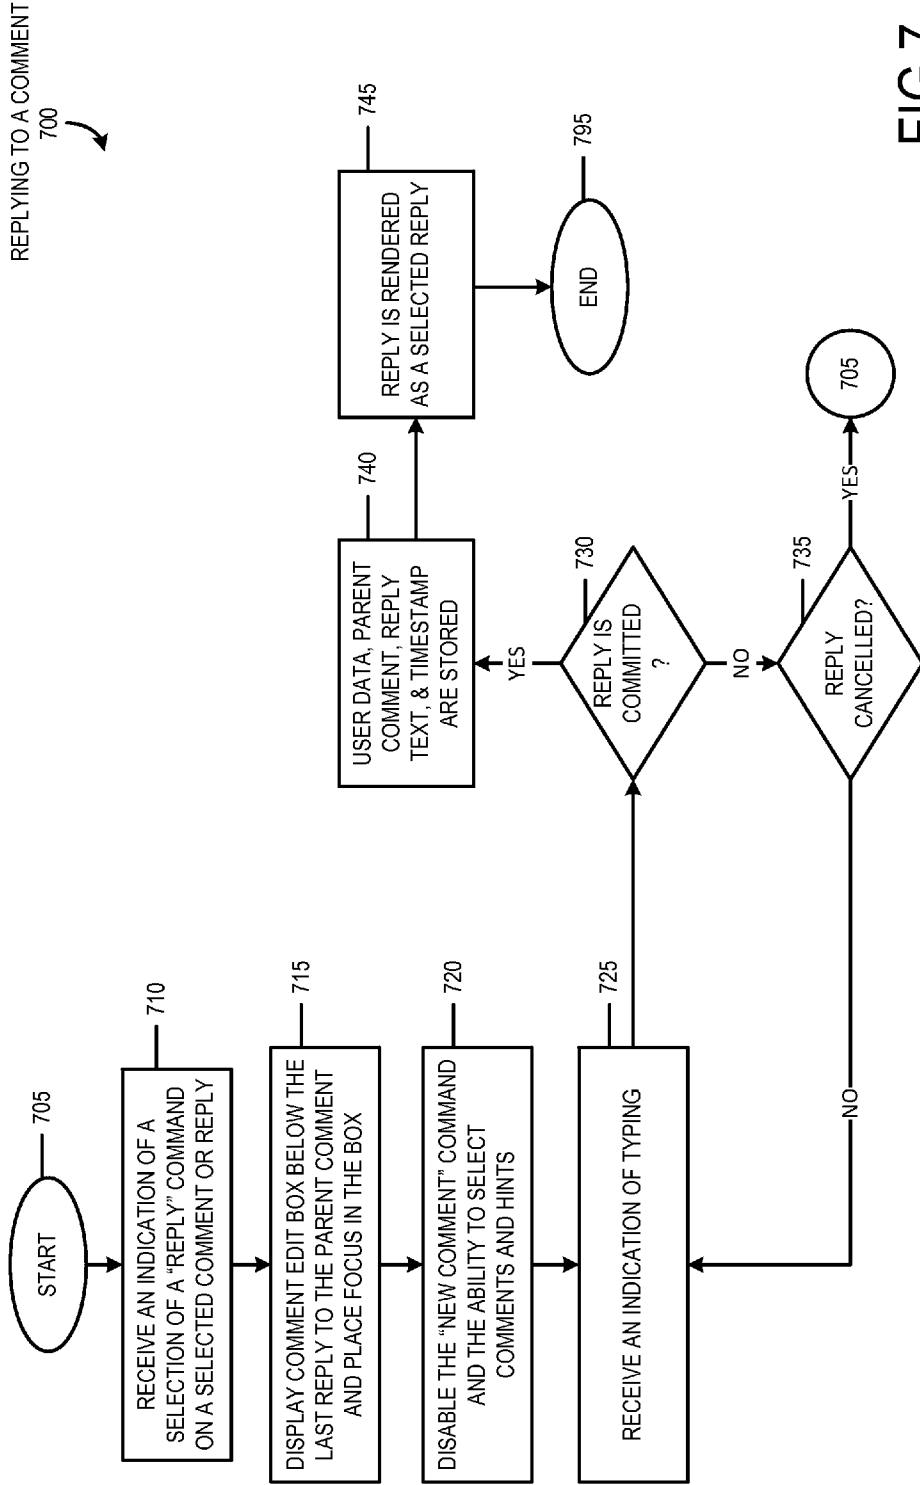 REPLYING TO A COMMENT
700
START
705
RECEIVE AN INDICATION OF A
SELECTION OF A “REPLY” COMMAND
ON A SELECTED COMMENT OR REPLY
710
DISPLAY COMMENT EDIT BOX BELOW THE
LAST REPLY TO THE PARENT COMMENT
AND PLACE FOCUS IN THE BOX
715
DISABLE THE “NEW COMMENT” COMMAND
AND THE ABILITY TO SELECT
COMMENTS AND HINTS
720
RECEIVE AN INDICATION OF TYPING
725
REPLY IS
COMMITTED
?
730
YES
NO
USER DATA, PARENT
COMMENT, REPLY
TEXT, & TIMESTAMP
ARE STORED
740
REPLY IS RENDERED
AS A SELECTED REPLY
745
END
795
REPLY
CANCELLED?
735
YES
705
NO
FIG.7